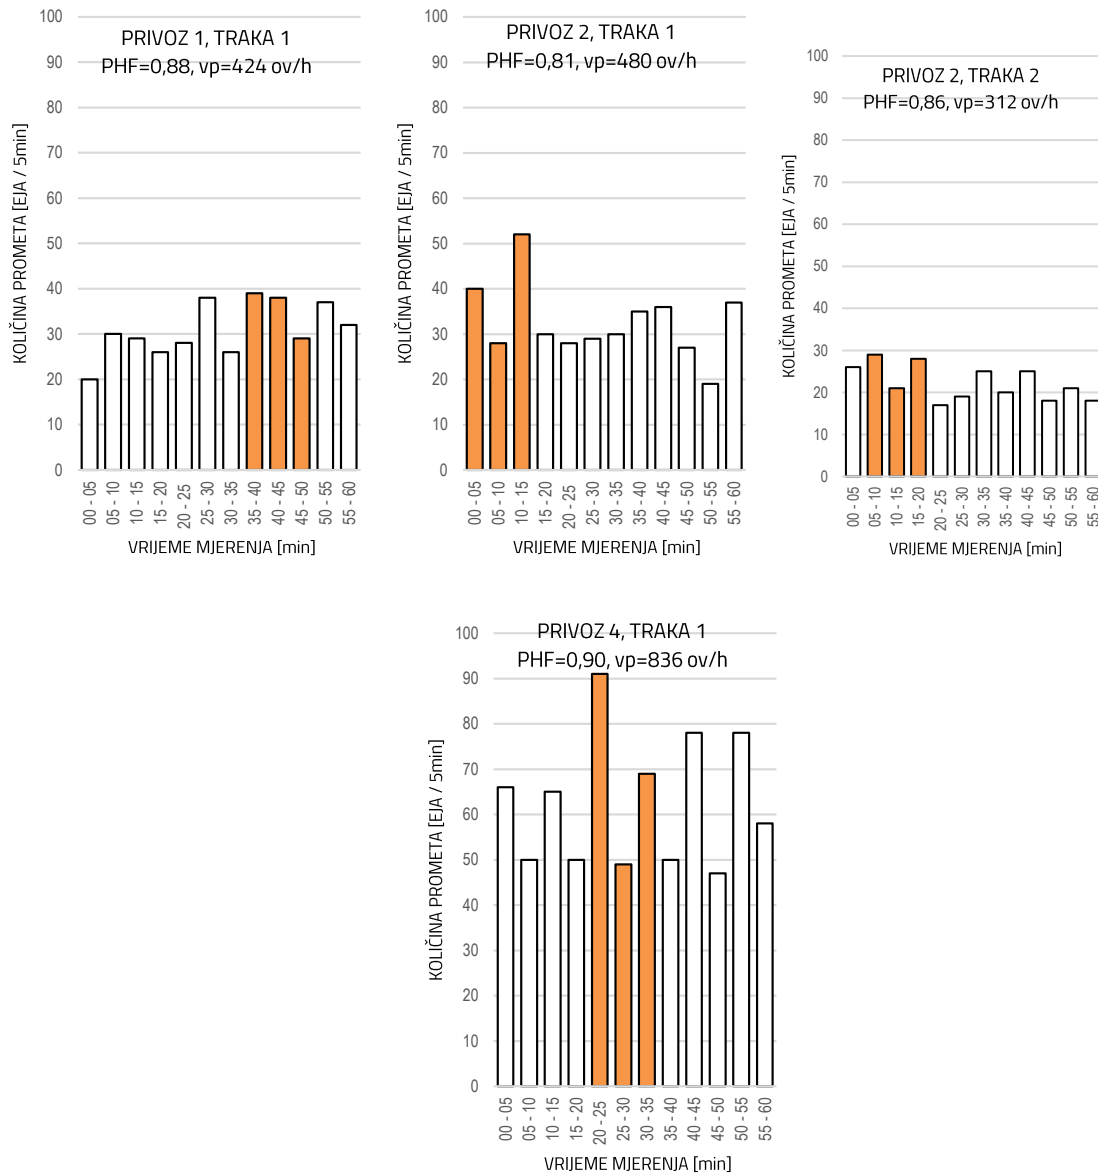 PRIVOZ 1, TRAKA 1
PHF=0,88, vp=424 ov/h
KOLIČINA PROMETA [EJA / 5min]
100
90
80
70
60
50
40
30
20
10
0
00 - 05
05 - 10
10 - 15
15 - 20
20 - 25
25 - 30
30 - 35
35 - 40
40 - 45
45 - 50
50 - 55
55 - 60
VRIJEME MJERENJA [min]
PRIVOZ 2, TRAKA 1
PHF=0,81, vp=480 ov/h
KOLIČINA PROMETA [EJA / 5min]
100
90
80
70
60
50
40
30
20
10
0
00 - 05
05 - 10
10 - 15
15 - 20
20 - 25
25 - 30
30 - 35
35 - 40
40 - 45
45 - 50
50 - 55
55 - 60
VRIJEME MJERENJA [min]
PRIVOZ 2, TRAKA 2
PHF=0,86, vp=312 ov/h
KOLIČINA PROMETA [EJA / 5min]
100
90
80
70
60
50
40
30
20
10
0
00 - 05
05 - 10
10 - 15
15 - 20
20 - 25
25 - 30
30 - 35
35 - 40
40 - 45
45 - 50
50 - 55
55 - 60
VRIJEME MJERENJA [min]
PRIVOZ 4, TRAKA 1
PHF=0,90, vp=836 ov/h
KOLIČINA PROMETA [EJA / 5min]
100
90
80
70
60
50
40
30
20
10
0
00 - 05
05 - 10
10 - 15
15 - 20
20 - 25
25 - 30
30 - 35
35 - 40
40 - 45
45 - 50
50 - 55
55 - 60
VRIJEME MJERENJA [min]